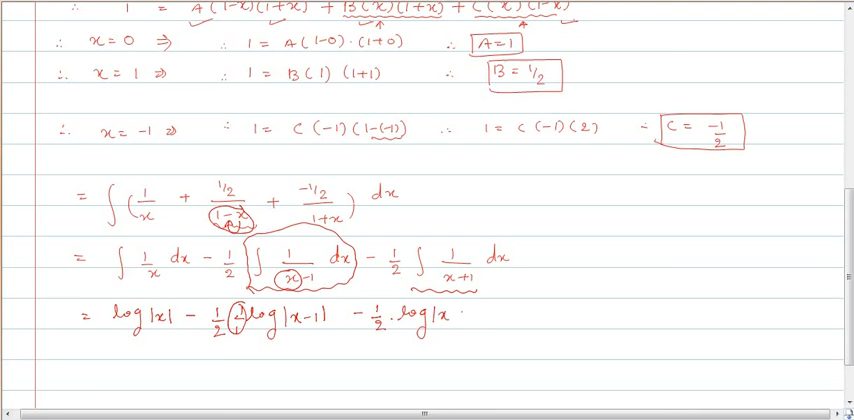 ∴ 1 = A(1-x)(1+x) + B(x)(1+x) + C(x)(1-x)
∴ x = 0 ⇒ ∴ 1 = A(1-0)·(1+0) ∴ A=1
∴ x = 1 ⇒ ∴ 1 = B(1)(1+1) ∴ B = 1/2
∴ x = -1 ⇒ ∴ 1 = C(-1)(1-(-1)) ∴ 1 = C(-1)(2) ∴ C = -1/2
= ∫ (1/x + 1/2/(1-x) + -1/2/(1+x)) dx
= ∫ 1/x dx - 1/2 ∫ 1/(x-1) dx - 1/2 ∫ 1/(x+1) dx
= log|x| - 1/2 log|x-1| - 1/2 · log|x